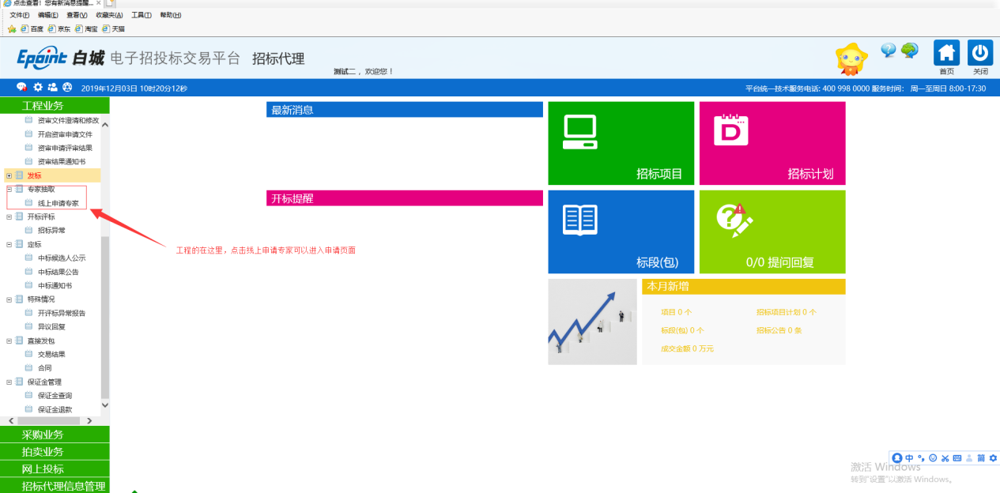 点击查看！您有新消息提醒...
文件(F) 编辑(E) 查看(V) 收藏夹(A) 工具(T) 帮助(H)
百度 京东 淘宝 天猫
Epoint 白城 电子招投标交易平台 招标代理
测试二 ，欢迎您！
首页 关闭
2019年12月03日 10时20分12秒
平台统一技术服务电话: 400 998 0000 服务时间: 周一至周日 8:00-17:30
工程业务
资审文件澄清和修改
开启资审申请文件
资审申请评审结果
资审结果通知书
发标
专家抽取
线上申请专家
开标评标
招标异常
定标
中标候选人公示
中标结果公告
中标通知书
特殊情况
开评标异常报告
异议回复
直接发包
交易结果
合同
保证金管理
保证金查询
保证金退款
采购业务
拍卖业务
网上投标
招标代理信息管理
工程的在这里，点击线上申请专家可以进入申请页面
最新消息
开标提醒
招标项目
D
招标计划
标段(包)
0/0 提问回复
本月新增
项目 0 个
招标项目计划 0 个
标段(包) 0 个
招标公告 0 条
成交金额 0 万元
中 简
激活 Windows
转到"设置"以激活 Windows。